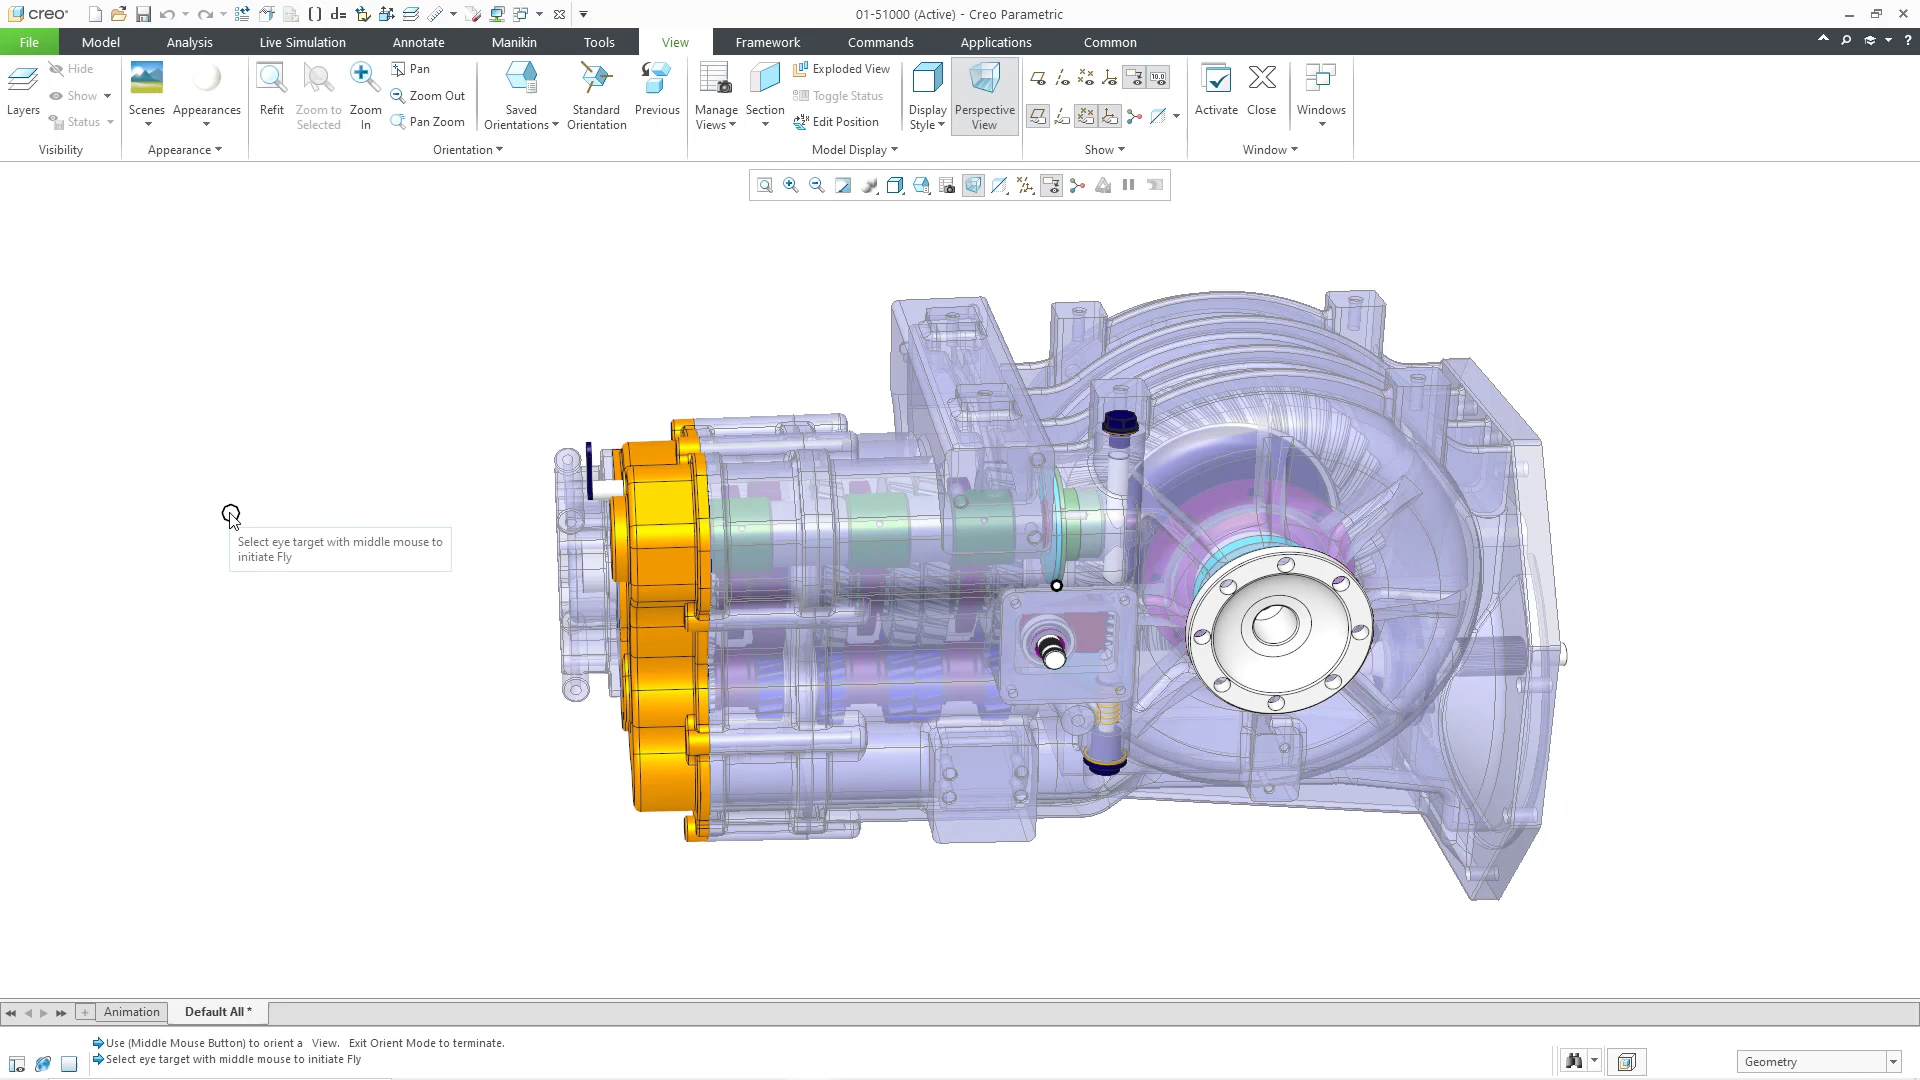 creo
01-51000 (Active) - Creo Parametric
File
Model
Analysis
Live Simulation
Annotate
Manikin
Tools
View
Framework
Commands
Applications
Common
Layers
Hide
Show
Status
Visibility
Scenes
Appearances
Appearance
Refit
Zoom to
Selected
Zoom
In
Pan
Zoom Out
Pan Zoom
Saved
Orientations
Standard
Orientation
Previous
Orientation
Manage
Views
Section
Exploded View
Toggle Status
Edit Position
Display
Style
Perspective
View
Model Display
Show
Activate
Close
Windows
Window
Select eye target with middle mouse to
initiate Fly
Animation
Default All *
Use (Middle Mouse Button) to orient a View. Exit Orient Mode to terminate.
Select eye target with middle mouse to initiate Fly
Geometry